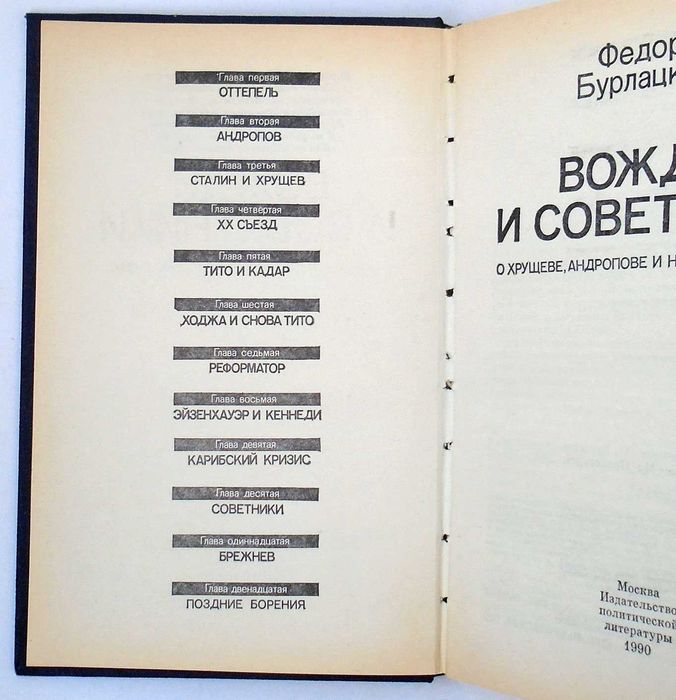 Глава первая
ОТТЕПЕЛЬ
Глава вторая
АНДРОПОВ
Глава третья
СТАЛИН И ХРУЩЕВ
Глава четвертая
XX СЪЕЗД
Глава пятая
ТИТО И КАДАР
Глава шестая
ХОДЖА И СНОВА ТИТО
Глава седьмая
РЕФОРМАТОР
Глава восьмая
ЭЙЗЕНХАУЭР И КЕННЕДИ
Глава девятая
КАРИБСКИЙ КРИЗИС
Глава десятая
СОВЕТНИКИ
Глава одиннадцатая
БРЕЖНЕВ
Глава двенадцатая
ПОЗДНИЕ БОРЕНИЯ
Федор
Бурлацк
ВОЖД
И СОВЕТ
О ХРУЩЕВЕ, АНДРОПОВЕ И Н
Москва
Издательство
политической
литературы
1990